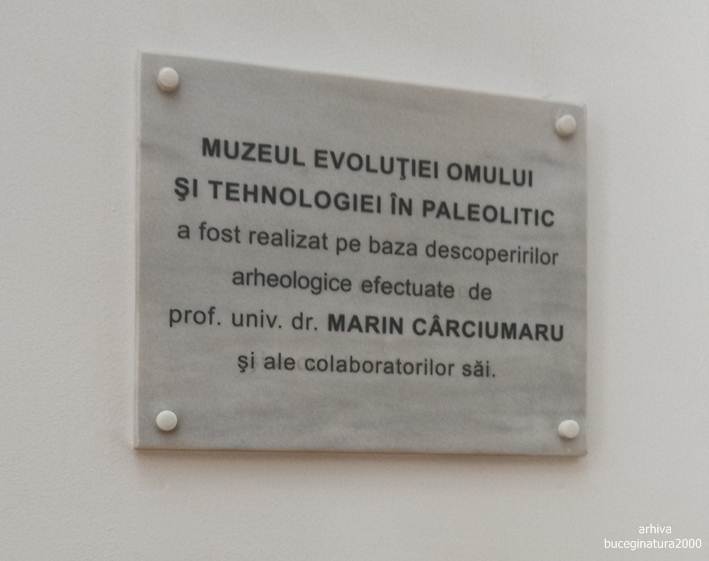 MUZEUL EVOLUŢIEI OMULUI
ŞI TEHNOLOGIEI ÎN PALEOLITIC
a fost realizat pe baza descoperirilor
arheologice efectuate de
prof. univ. dr. MARIN CÂRCIUMARU
şi ale colaboratorilor săi.
arhiva
buceginatura2000